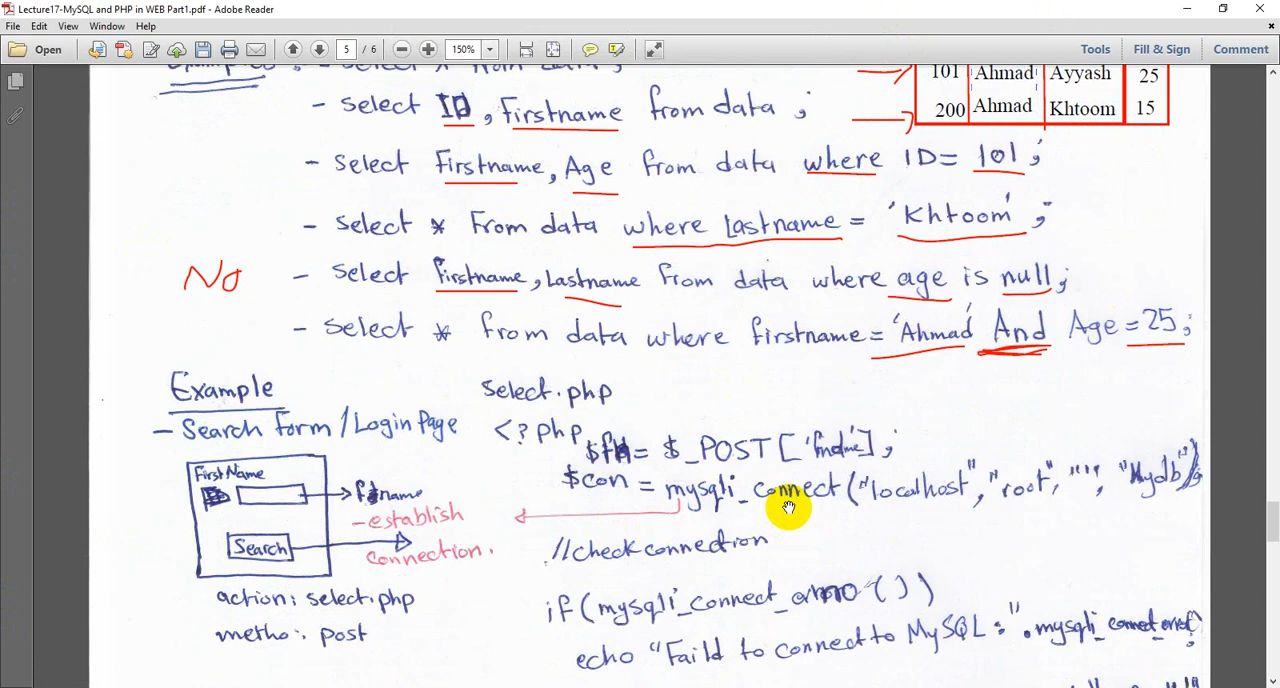 Lecture17-MySQL and PHP in WEB Part1.pdf - Adobe Reader
File Edit View Window Help
Open 5 / 6 150% Tools Fill & Sign Comment
101 Ahmad Ayyash 25
200 Ahmad Khtoom 15
- Select ID, Firstname from data ;
- Select Firstname, Age from data where ID= 101;
- Select * From data where Lastname = 'Khtoom' ;
No - Select firstname, Lastname from data where age is null;
- Select * from data where firstname='Ahmad' And Age =25;
Example
- Search Form / Login Page
FirstName
Search
-establish
connection.
action: select.php
metho: post
Select.php
<?php
= $_POST [
$con = mysqli_connect("localhost","root","", "Mydb");
//check connection
if (mysqli_connect_errno())
echo "Faild to connect to MySQL:".